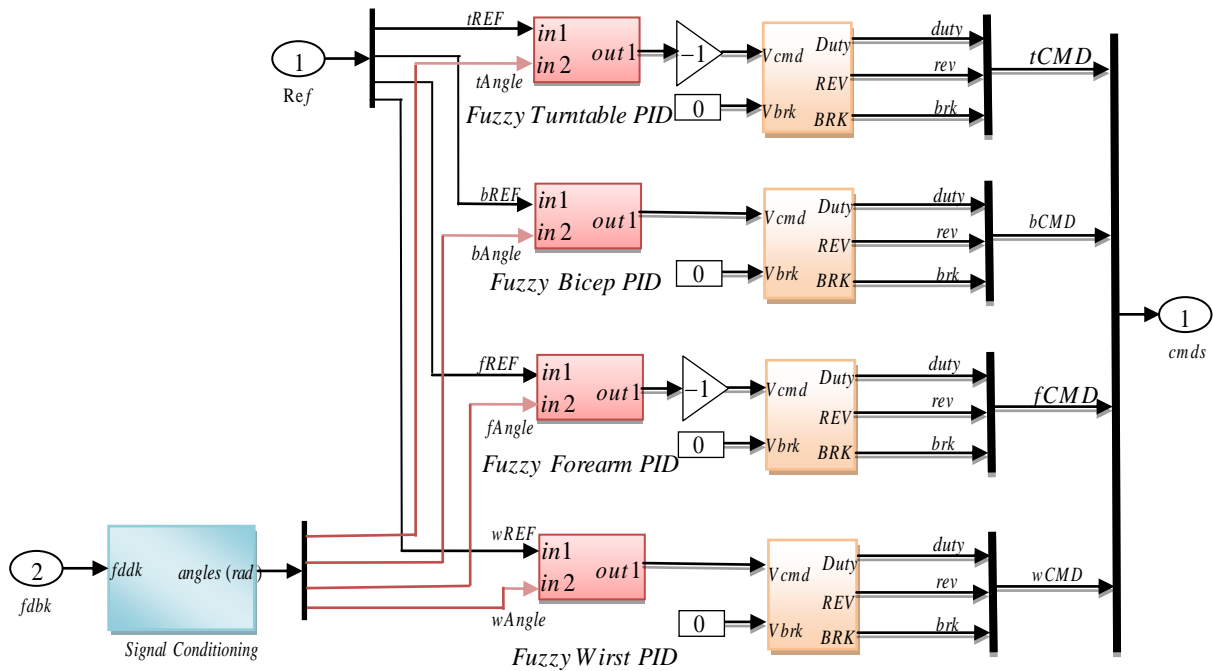 1
Ref
tREF
tAngle
in1
in2
out1
Fuzzy Turntable PID
-1
0
Vcmd
Vbrk
Duty
REV
BRK
duty
rev
brk
tCMD
bREF
bAngle
in1
in2
out1
Fuzzy Bicep PID
0
Vcmd
Vbrk
Duty
REV
BRK
duty
rev
brk
bCMD
fREF
fAngle
in1
in2
out1
Fuzzy Forearm PID
-1
0
Vcmd
Vbrk
Duty
REV
BRK
duty
rev
brk
fCMD
1
cmds
2
fdbk
fddk
angles (rad)
Signal Conditioning
wREF
wAngle
in1
in2
out1
Fuzzy Wirst PID
0
Vcmd
Vbrk
Duty
REV
BRK
duty
rev
brk
wCMD